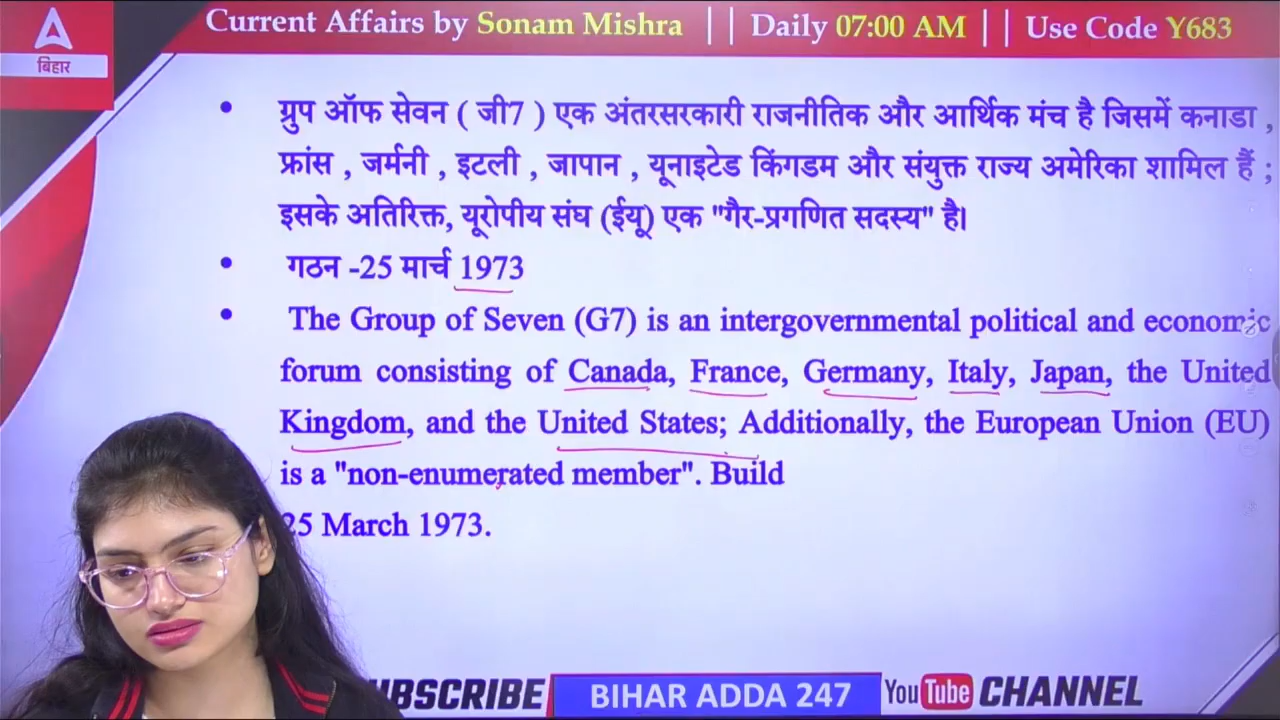 Current Affairs by Sonam Mishra || Daily 07:00 AM || Use Code Y683
बिहार
• ग्रुप ऑफ सेवन ( जी7 ) एक अंतरसरकारी राजनीतिक और आर्थिक मंच है जिसमें कनाडा ,
फ्रांस , जर्मनी , इटली , जापान , यूनाइटेड किंगडम और संयुक्त राज्य अमेरिका शामिल हैं ;
इसके अतिरिक्त, यूरोपीय संघ (ईयू) एक "गैर-प्रगणित सदस्य" है।
• गठन -25 मार्च 1973
• The Group of Seven (G7) is an intergovernmental political and economic
forum consisting of Canada, France, Germany, Italy, Japan, the United
Kingdom, and the United States; Additionally, the European Union (EU)
is a "non-enumerated member". Build
25 March 1973.
UBSCRIBE BIHAR ADDA 247 YouTube CHANNEL